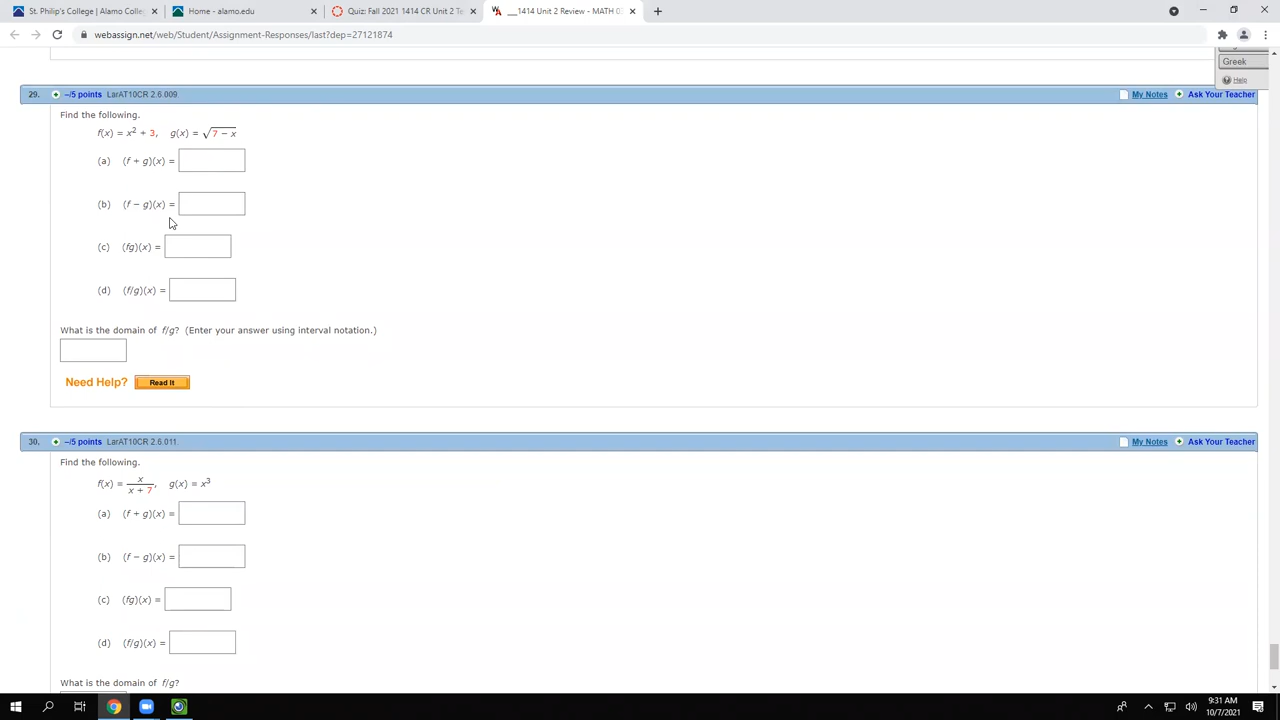 St. Philip's College | Alamo Colle × Home - alamo.edu × Quiz: Fall 2021 1414 CR Unit 2 Te × __1414 Unit 2 Review - MATH 0 × +
webassign.net/web/Student/Assignment-Responses/last?dep=27121874
Greek
Help
29. –/5 points LarAT10CR 2.6.009. My Notes Ask Your Teacher
Find the following.
f(x) = x² + 3, g(x) = √7 − x
(a) (f + g)(x) =
(b) (f − g)(x) =
(c) (fg)(x) =
(d) (f/g)(x) =
What is the domain of f/g? (Enter your answer using interval notation.)
Need Help? Read It
30. –/5 points LarAT10CR 2.6.011. My Notes Ask Your Teacher
Find the following.
f(x) = x/(x + 7), g(x) = x³
(a) (f + g)(x) =
(b) (f − g)(x) =
(c) (fg)(x) =
(d) (f/g)(x) =
What is the domain of f/g?
9:31 AM
10/7/2021